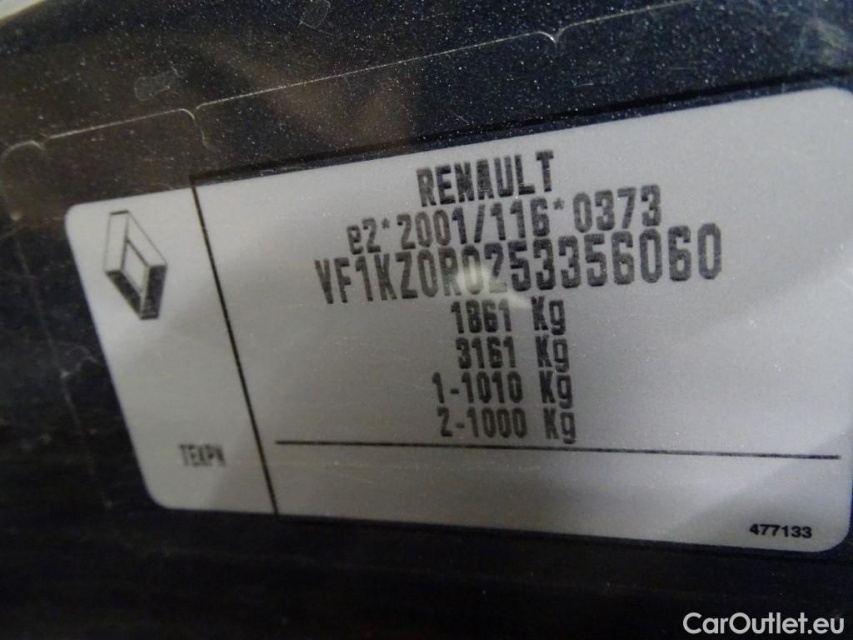 RENAULT
e2*2001/116*0373
VF1KZ0R0253356060
1861 Kg
3161 Kg
1-1010 Kg
2-1000 Kg
TEKPN
477133
CarOutlet.eu